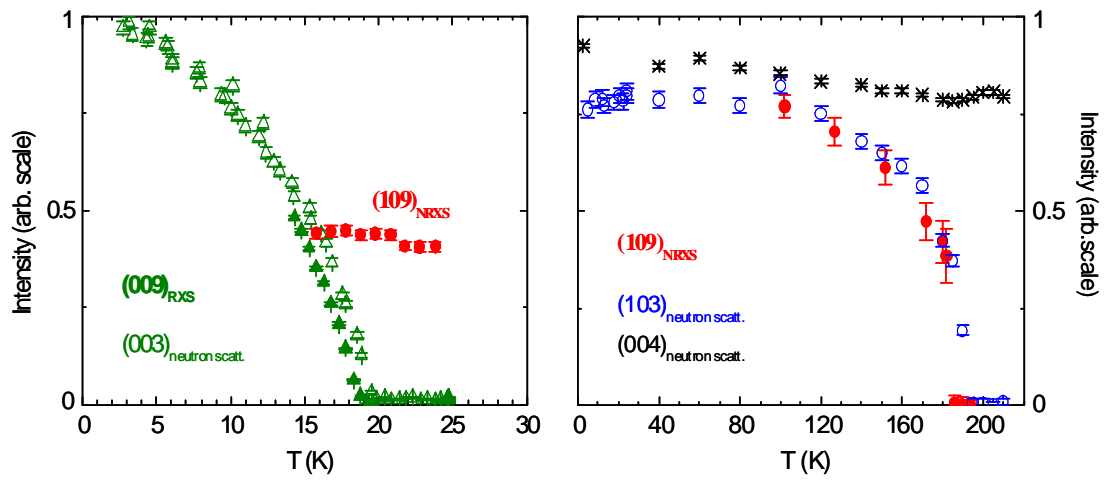 Intensity (arb. scale)
1
0.5
0
(109)NRXS
(009)RXS
(003)neutron scatt.
0 5 10 15 20 25 30
T (K)
(109)NRXS
(103)neutron scatt.
(004)neutron scatt.
0 40 80 120 160 200
T (K)
1
0.5
0
Intensity (arb.scale)